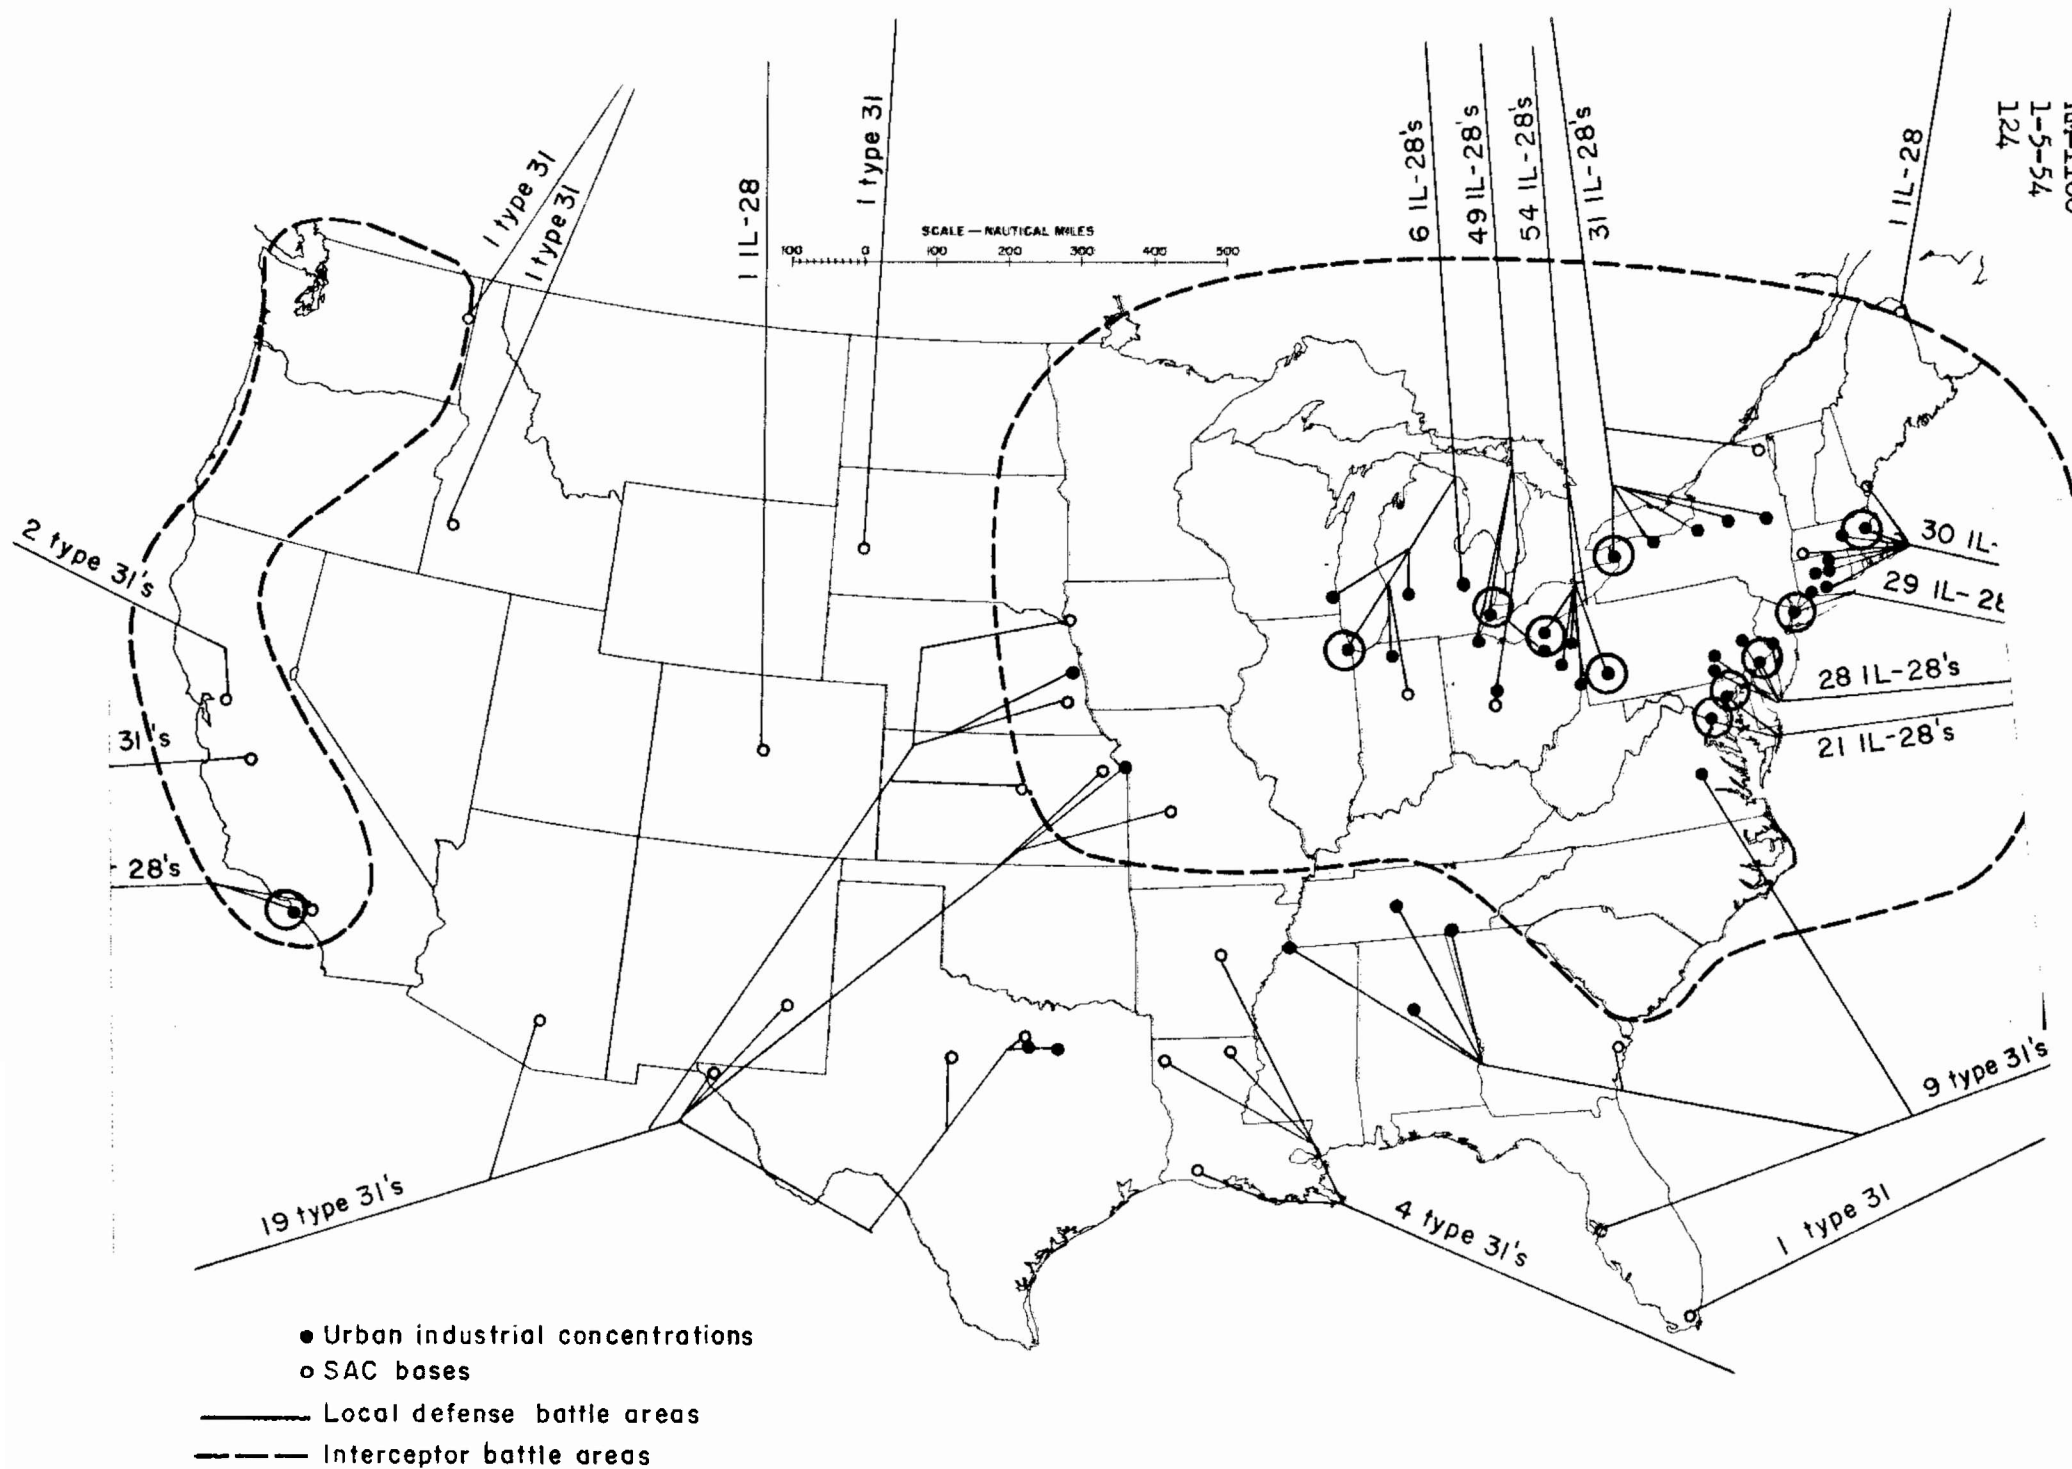 1-5-54
124
1 type 31
1 type 31
1 IL-28
1 type 31
SCALE — NAUTICAL MILES
100 0 100 200 300 400 500
6 IL-28's
49 IL-28's
54 IL-28's
31 IL-28's
1 IL-28
2 type 31's
31's
28's
30 IL-
29 IL-28
28 IL-28's
21 IL-28's
9 type 31's
1 type 31
4 type 31's
19 type 31's
Urban industrial concentrations
SAC bases
Local defense battle areas
Interceptor battle areas